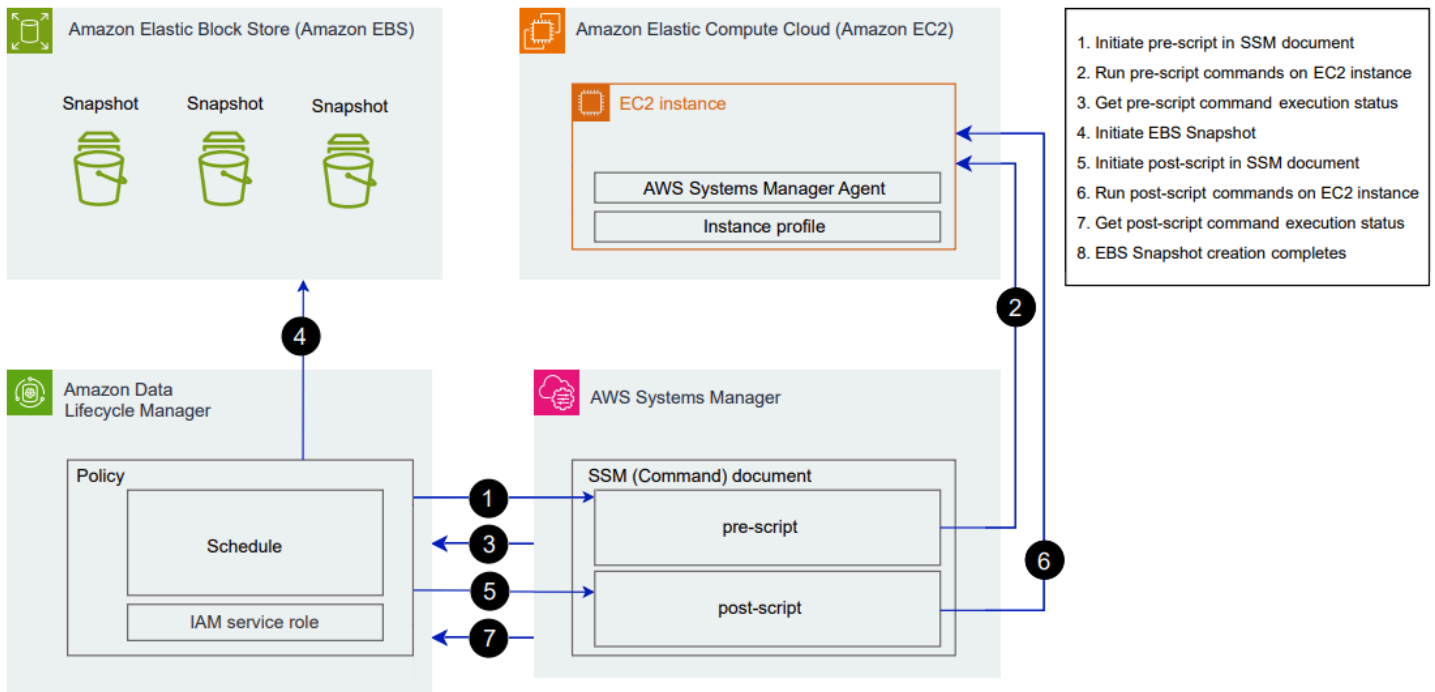 Amazon Elastic Block Store (Amazon EBS)
Snapshot
Snapshot
Snapshot
Amazon Elastic Compute Cloud (Amazon EC2)
EC2 instance
AWS Systems Manager Agent
Instance profile
1. Initiate pre-script in SSM document
2. Run pre-script commands on EC2 instance
3. Get pre-script command execution status
4. Initiate EBS Snapshot
5. Initiate post-script in SSM document
6. Run post-script commands on EC2 instance
7. Get post-script command execution status
8. EBS Snapshot creation completes
4
2
Amazon Data
Lifecycle Manager
Policy
Schedule
IAM service role
1
3
5
7
AWS Systems Manager
SSM (Command) document
pre-script
post-script
6